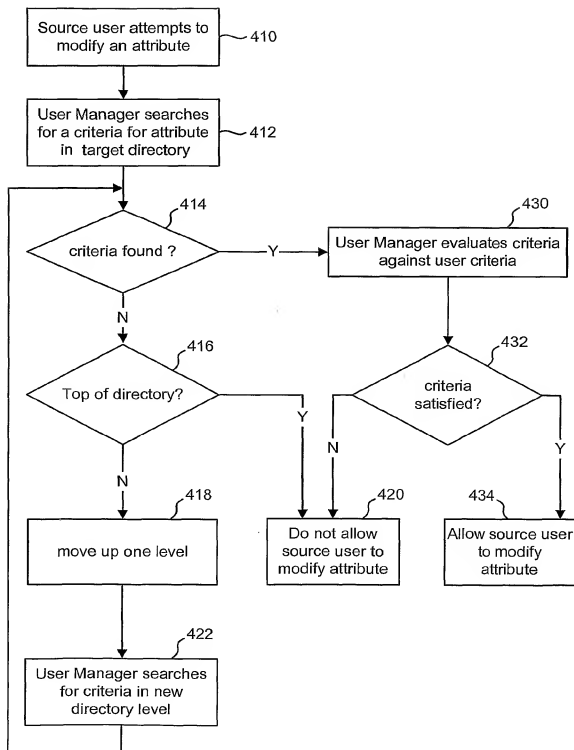 Source user attempts to
modify an attribute
410
User Manager searches
for a criteria for attribute
in target directory
412
414
criteria found ?
Y
430
User Manager evaluates criteria
against user criteria
N
416
Top of directory?
Y
432
criteria
satisfied?
N
Y
N
418
move up one level
420
Do not allow
source user to
modify attribute
434
Allow source user
to modify
attribute
422
User Manager searches
for criteria in new
directory level